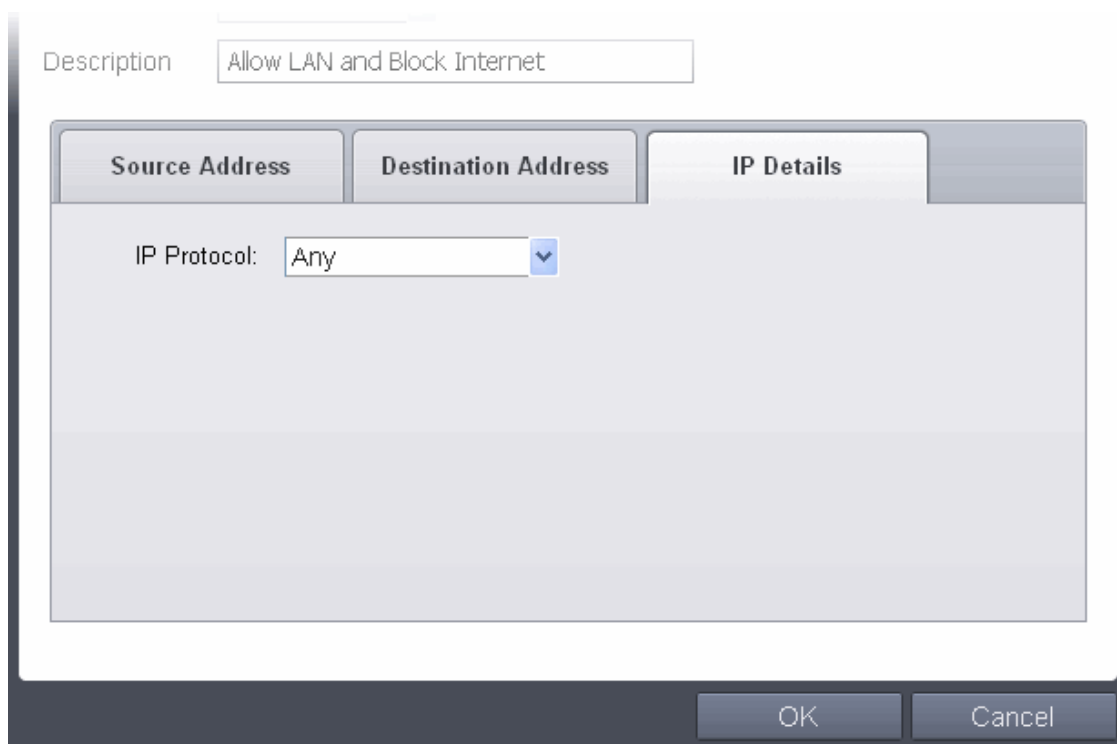 Description Allow LAN and Block Internet
Source Address Destination Address IP Details
IP Protocol: Any
OK Cancel